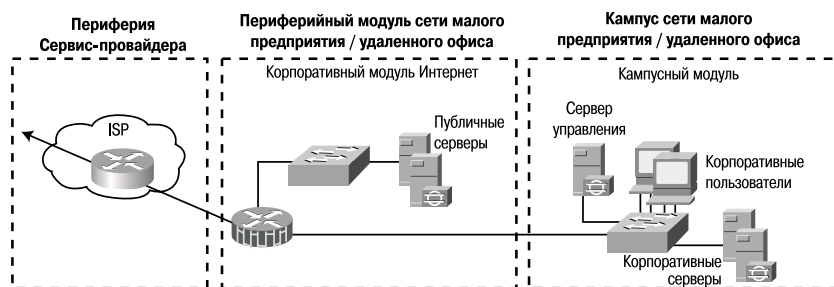 Периферия
Сервис-провайдера
Периферийный модуль сети малого
предприятия / удаленного офиса
Кампус сети малого
предприятия / удаленного офиса
Корпоративный модуль Интернет
Кампусный модуль
ISP
Публичные
серверы
Сервер
управления
Корпоративные
пользователи
Корпоративные
серверы